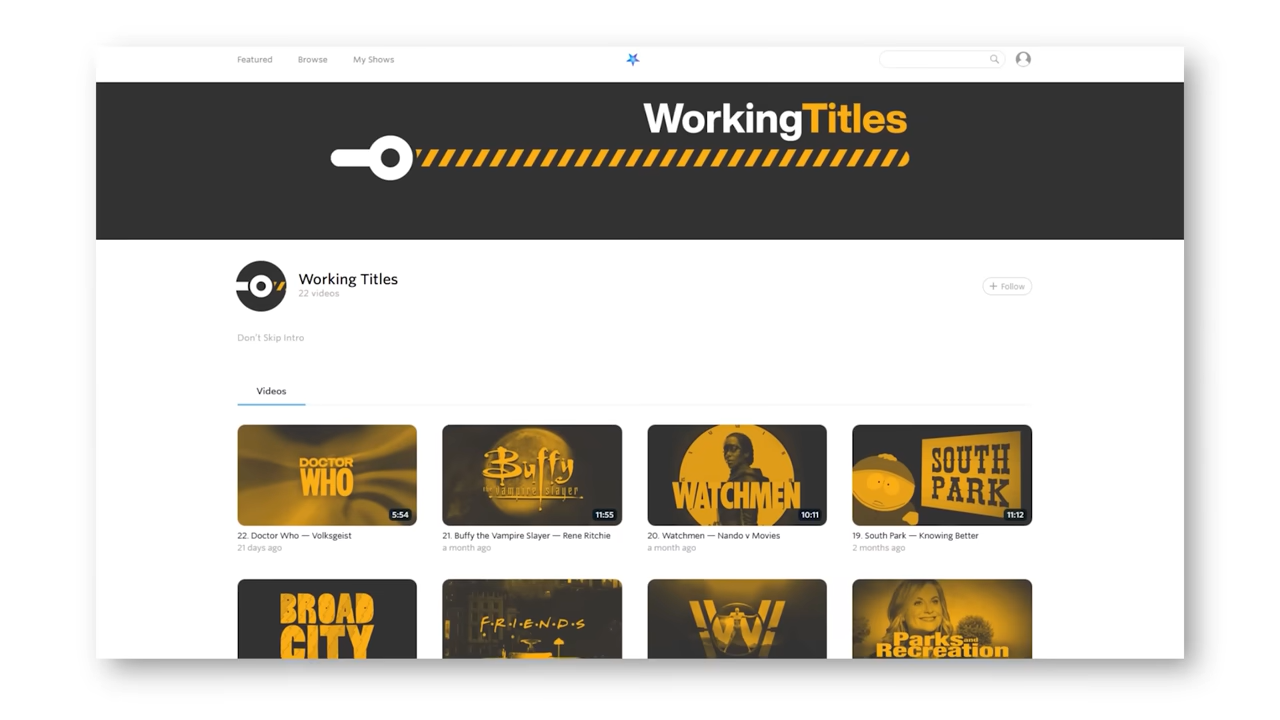 Featured Browse My Shows
WorkingTitles
Working Titles
22 videos
+ Follow
Don't Skip Intro
Videos
DOCTOR
WHO
5:54
Buffy
the vampire slayer
11:55
WATCHMEN
10:11
SOUTH
PARK
11:12
22. Doctor Who — Volksgeist
21 days ago
21. Buffy the Vampire Slayer — Rene Ritchie
a month ago
20. Watchmen — Nando v Movies
a month ago
19. South Park — Knowing Better
2 months ago
BROAD
CITY
F·R·I·E·N·D·S
W
Parks and
Recreation